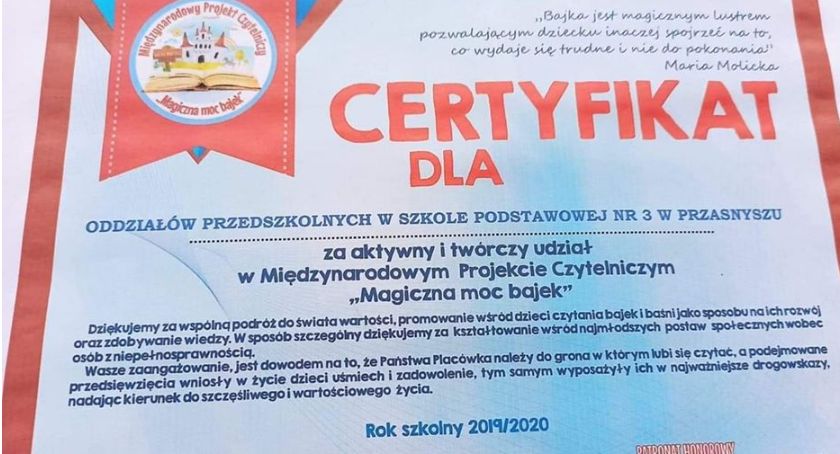 Międzynarodowy Projekt Czytelniczy
„Magiczna moc bajek"
„Bajka jest magicznym lustrem
pozwalającym dziecku inaczej spojrzeć na to,
co wydaje się trudne i nie do pokonania"
Maria Molicka
CERTYFIKAT
DLA
ODDZIAŁÓW PRZEDSZKOLNYCH W SZKOLE PODSTAWOWEJ NR 3 W PRZASNYSZU
za aktywny i twórczy udział
w Międzynarodowym Projekcie Czytelniczym
„Magiczna moc bajek”
Dziękujemy za wspólną podróż do świata wartości, promowanie wśród dzieci czytania bajek i baśni jako sposobu na ich rozwój
oraz zdobywanie wiedzy. W sposób szczególny dziękujemy za kształtowanie wśród najmłodszych postaw społecznych wobec
osób z niepełnosprawnością.
Wasze zaangażowanie, jest dowodem na to, że Państwa Placówka należy do grona w którym lubi się czytać, a podejmowane
przedsięwzięcia wniosły w życie dzieci uśmiech i zadowolenie, tym samym wyposażyły ich w najważniejsze drogowskazy,
nadając kierunek do szczęśliwego i wartościowego życia.
Rok szkolny 2019/2020
PATRONAT HONOROWY